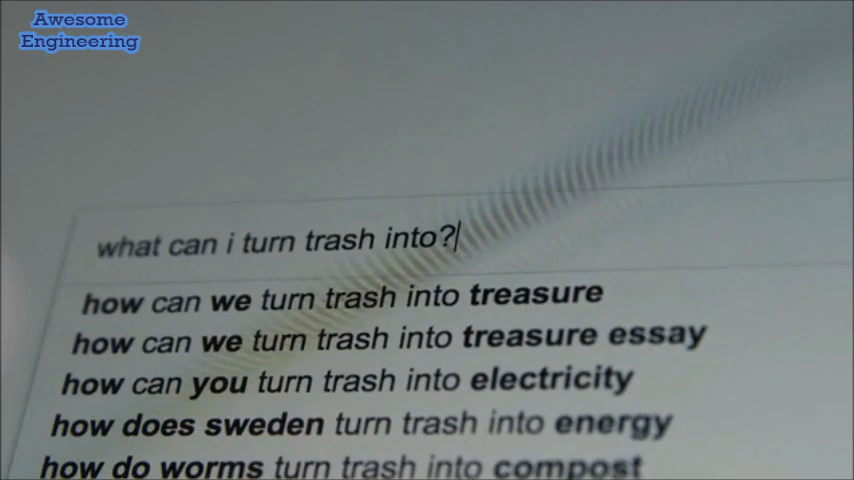 Awesome
Engineering
what can i turn trash into?
how can we turn trash into treasure
how can we turn trash into treasure essay
how can you turn trash into electricity
how does sweden turn trash into energy
how do worms turn trash into compost